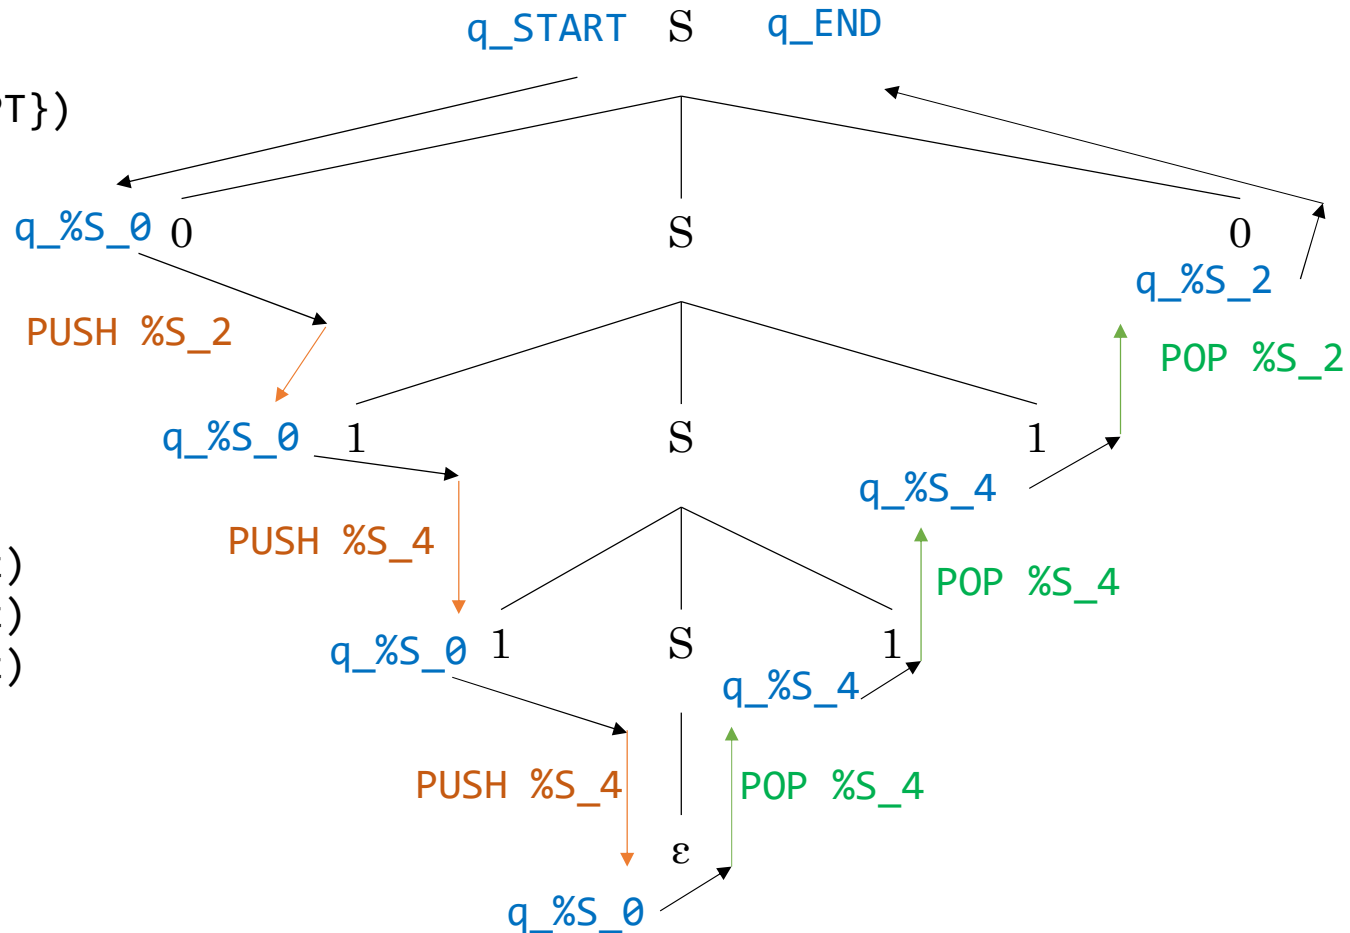 q_START S q_END
PT})
q_%S_0 0 S 0
q_%S_2
PUSH %S_2
POP %S_2
q_%S_0 1 S 1
q_%S_4
PUSH %S_4
POP %S_4
)
)
)
q_%S_0 1 S 1
q_%S_4
PUSH %S_4
POP %S_4
ε
q_%S_0